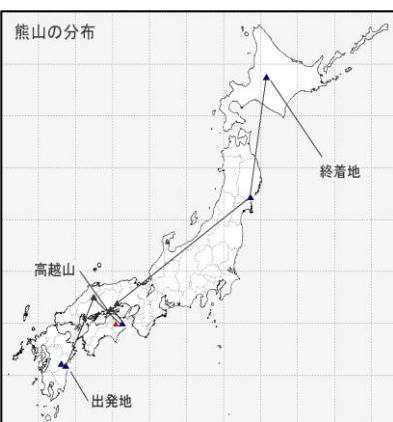 熊山の分布
終着地
高越山
出発地